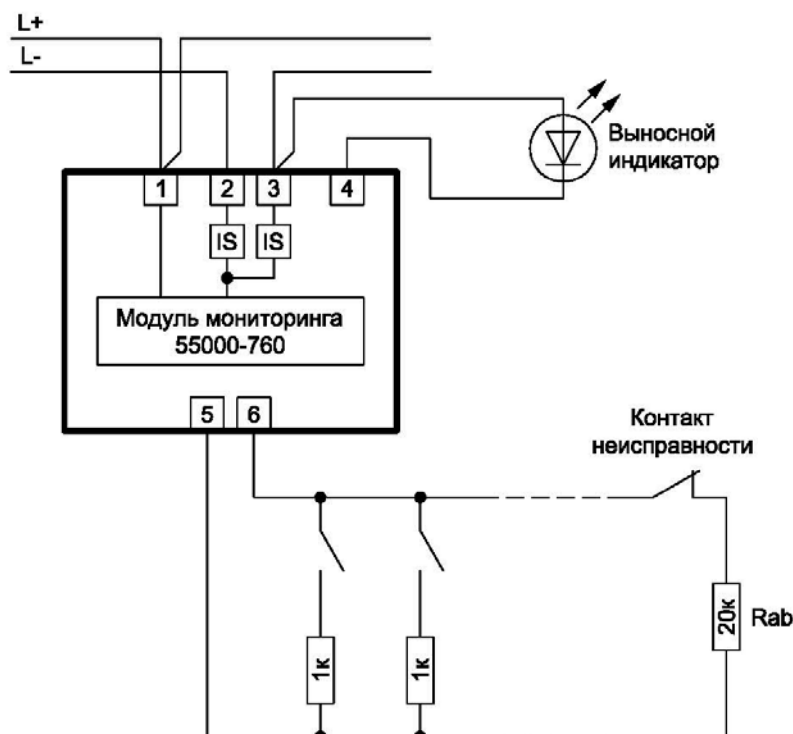 L+
L-
Выносной
индикатор
1
2
3
4
IS
IS
Модуль мониторинга
55000-760
5
6
Контакт
неисправности
1к
1к
20к
Rab